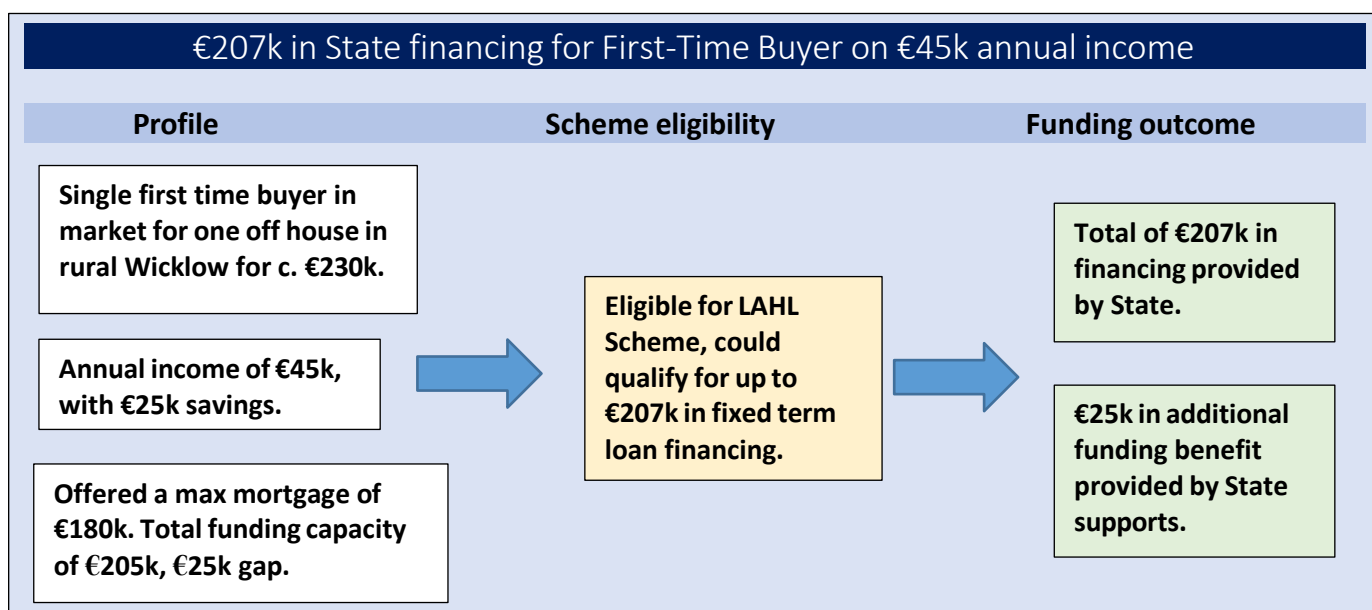 €207k in State financing for First-Time Buyer on €45k annual income
Profile
Scheme eligibility
Funding outcome
Single first time buyer in
market for one off house in
rural Wicklow for c. €230k.
Annual income of €45k,
with €25k savings.
Offered a max mortgage of
€180k. Total funding capacity
of €205k, €25k gap.
Eligible for LAHL
Scheme, could
qualify for up to
€207k in fixed term
loan financing.
Total of €207k in
financing provided
by State.
€25k in additional
funding benefit
provided by State
supports.